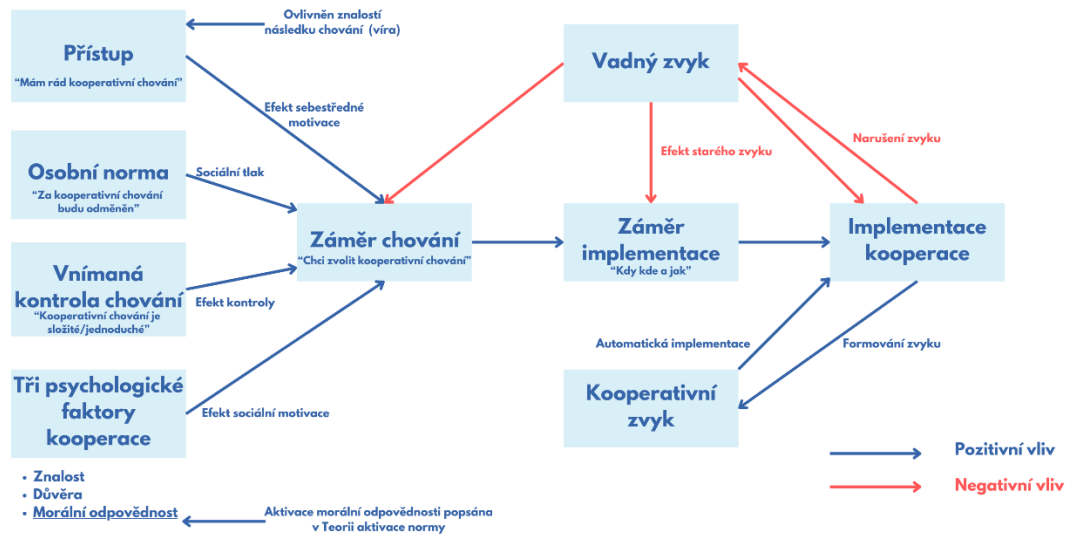 Ovlivněn znalostí
následku chování (víra)
Přístup
“Mám rád kooperativní chování”
Efekt sebestředné
motivace
Vadný zvyk
Efekt starého zvyku
Narušení zvyku
Osobní norma
“Za kooperativní chování
budu odměněn”
Sociální tlak
Záměr chování
“Chci zvolit kooperativní chování”
Záměr
implementace
“Kdy kde a jak”
Implementace
kooperace
Vnímaná
kontrola chování
“Kooperativní chování je
složité/jednoduché”
Efekt kontroly
Automatická implementace
Formování zvyku
Tři psychologické
faktory
kooperace
Efekt sociální motivace
Kooperativní
zvyk
Pozitivní vliv
Negativní vliv
• Znalost
• Důvěra
• Morální odpovědnost
Aktivace morální odpovědnosti popsána
v Teorii aktivace normy